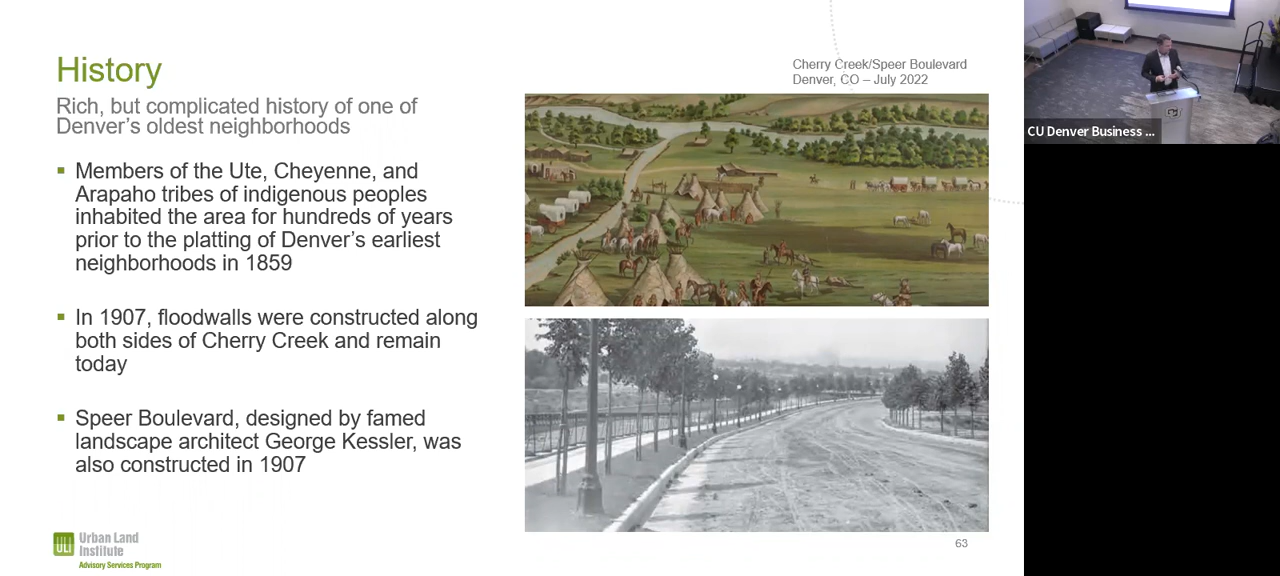 History
Rich, but complicated history of one of
Denver's oldest neighborhoods
▪ Members of the Ute, Cheyenne, and
Arapaho tribes of indigenous peoples
inhabited the area for hundreds of years
prior to the platting of Denver's earliest
neighborhoods in 1859
▪ In 1907, floodwalls were constructed along
both sides of Cherry Creek and remain
today
▪ Speer Boulevard, designed by famed
landscape architect George Kessler, was
also constructed in 1907
Cherry Creek/Speer Boulevard
Denver, CO – July 2022
ULI Urban Land
Institute
Advisory Services Program
63
CU Denver Business ...